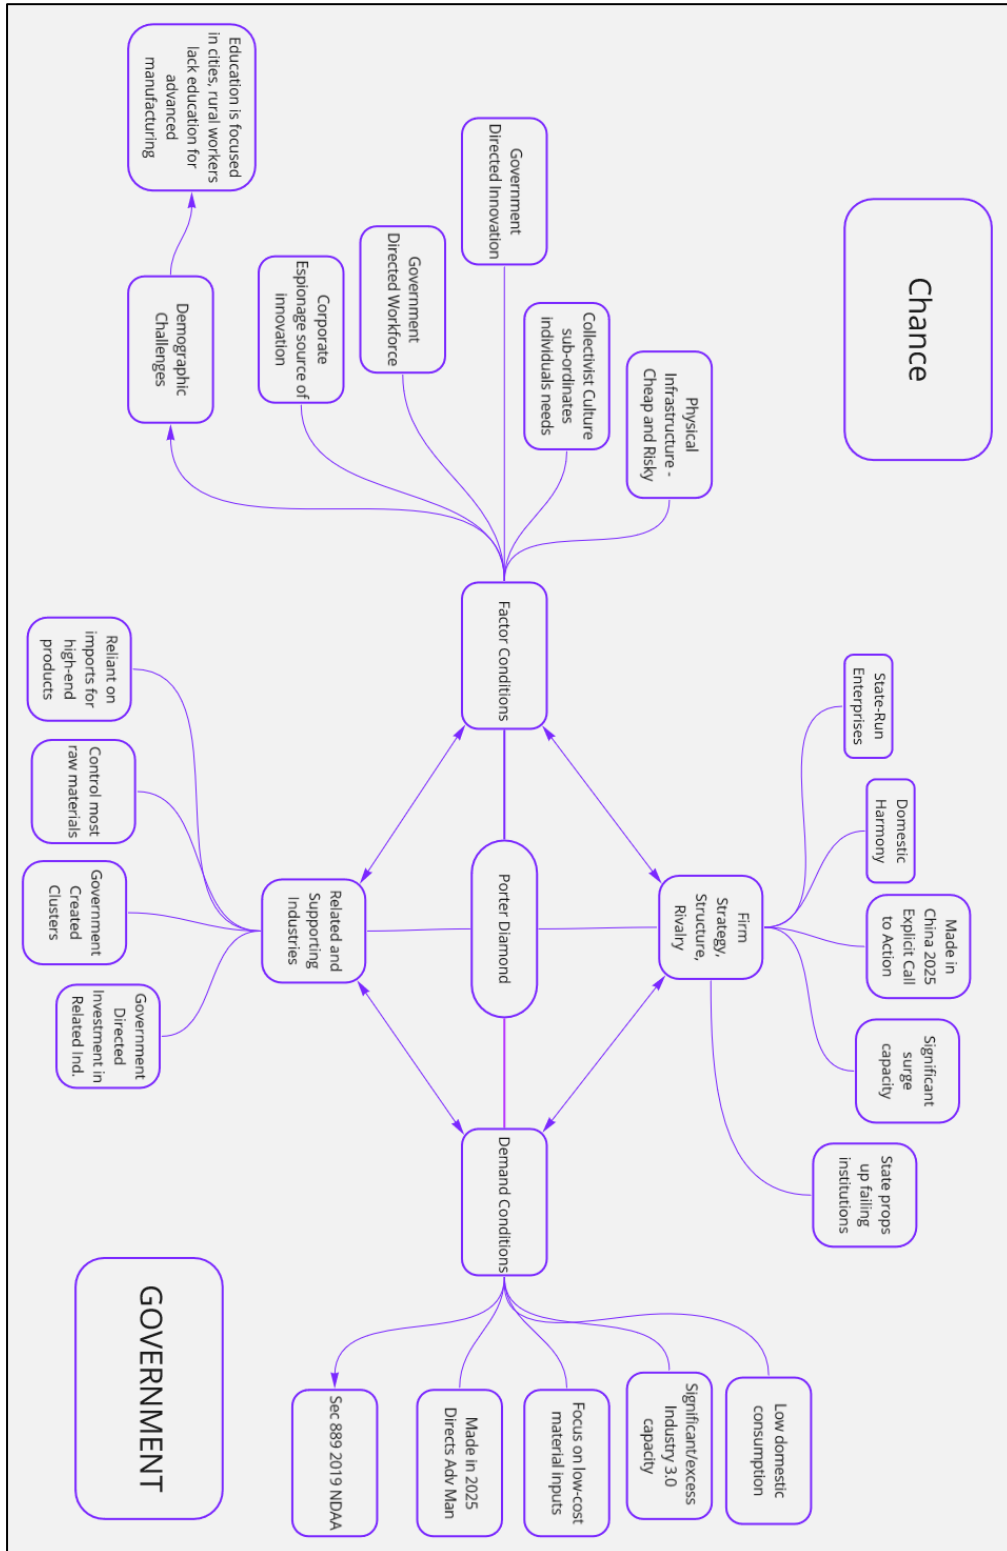 Chance
State-Run
Enterprises
Domestic
Harmony
Made in
China 2025
Explicit Call
to Action
Significant
surge
capacity
State props
up failing
institutions
Firm
Strategy,
Structure,
Rivalry
Physical
Infrastructure -
Cheap and Risky
Collectivist Culture
sub-ordinates
individuals needs
Government
Directed Innovation
Government
Directed Workforce
Corporate
Espionage source of
innovation
Demographic
Challenges
Education is focused
in cities, rural workers
lack education for
advanced
manufacturing
Factor Conditions
Porter Diamond
Demand Conditions
Low domestic
consumption
Significant/excess
Industry 3.0
capacity
Focus on low-cost
material inputs
Made in 2025
Directs Adv Man
Sec 889 2019 NDAA
Related and
Supporting
Industries
Reliant on
imports for
high-end
products
Control most
raw materials
Government
Created
Clusters
Government
Directed
Investment in
Related Ind.
GOVERNMENT